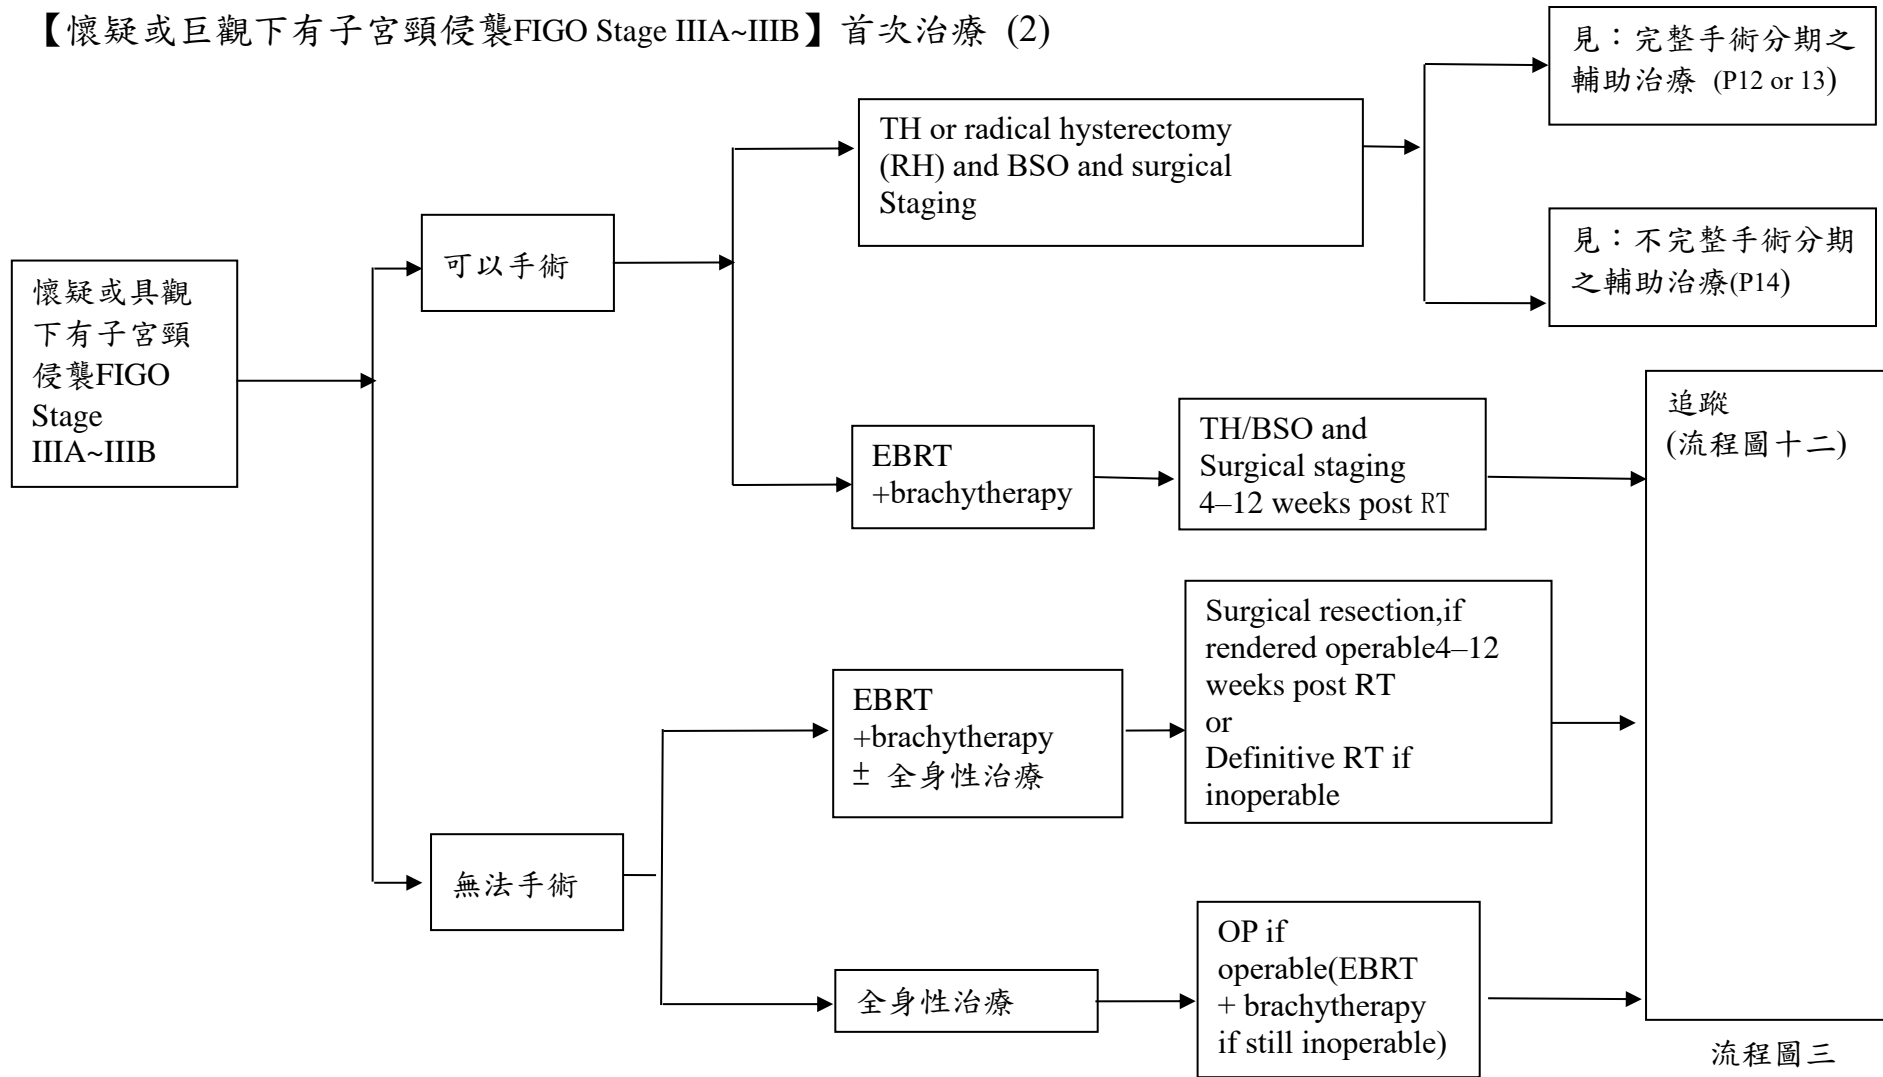 【懷疑或巨觀下有子宮頸侵襲FIGO Stage IIIA~IIIB】首次治療 (2)
見：完整手術分期之
輔助治療 (P12 or 13)
TH or radical hysterectomy
(RH) and BSO and surgical
Staging
見：不完整手術分期
之輔助治療(P14)
可以手術
懷疑或具觀
下有子宮頸
侵襲FIGO
Stage
IIIA~IIIB
EBRT
+brachytherapy
TH/BSO and
Surgical staging
4–12 weeks post RT
追蹤
(流程圖十二)
EBRT
+brachytherapy
± 全身性治療
Surgical resection,if
rendered operable4–12
weeks post RT
or
Definitive RT if
inoperable
無法手術
全身性治療
OP if
operable(EBRT
+ brachytherapy
if still inoperable)
流程圖三